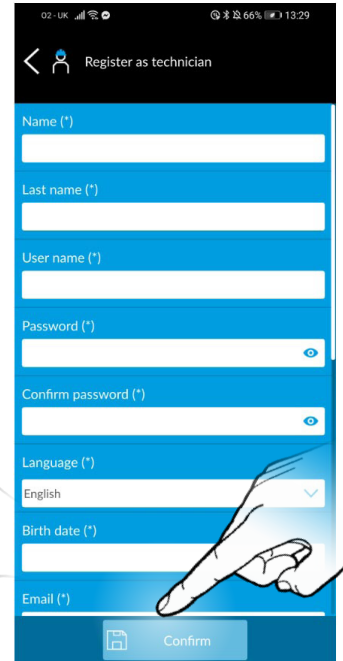 O2 - UK 66% 13:29
Register as technician
Name (*)
Last name (*)
User name (*)
Password (*)
Confirm password (*)
Language (*)
English
Birth date (*)
Email (*)
Confirm